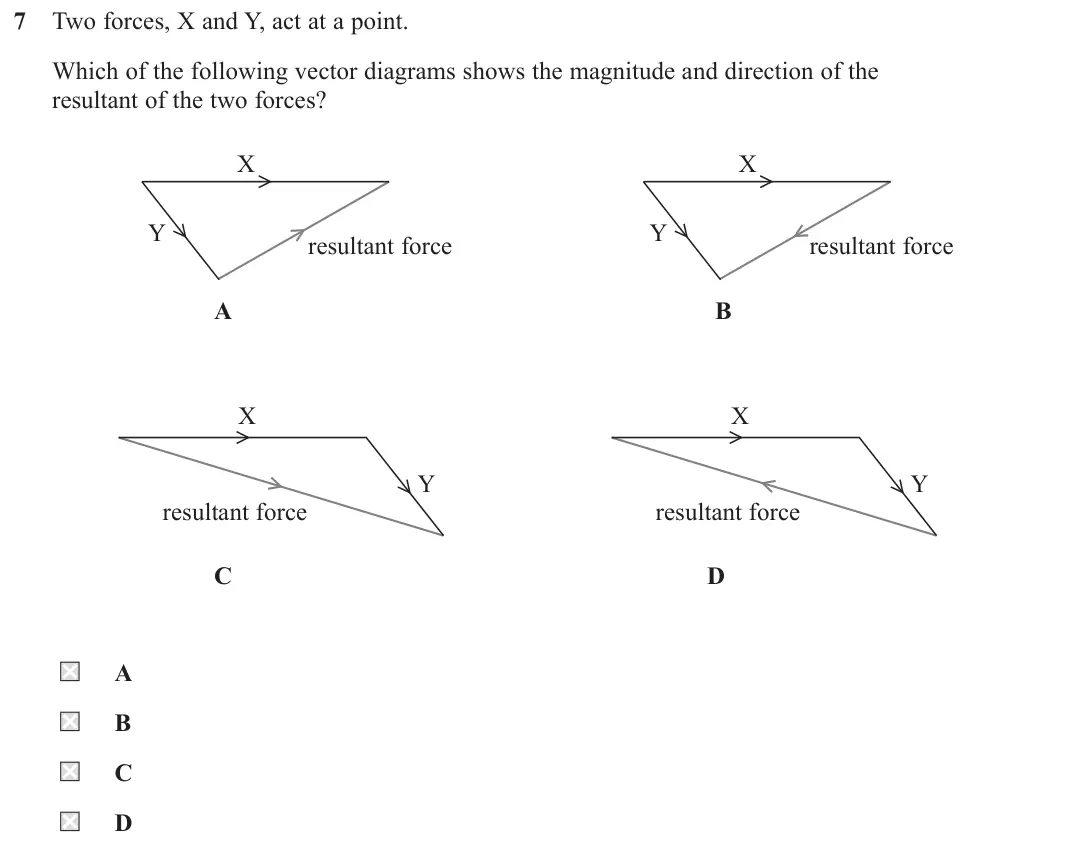 7 Two forces, X and Y, act at a point.
Which of the following vector diagrams shows the magnitude and direction of the
resultant of the two forces?
X X
Y resultant force Y resultant force
A B
X X
Y Y
resultant force resultant force
C D
A
B
C
D